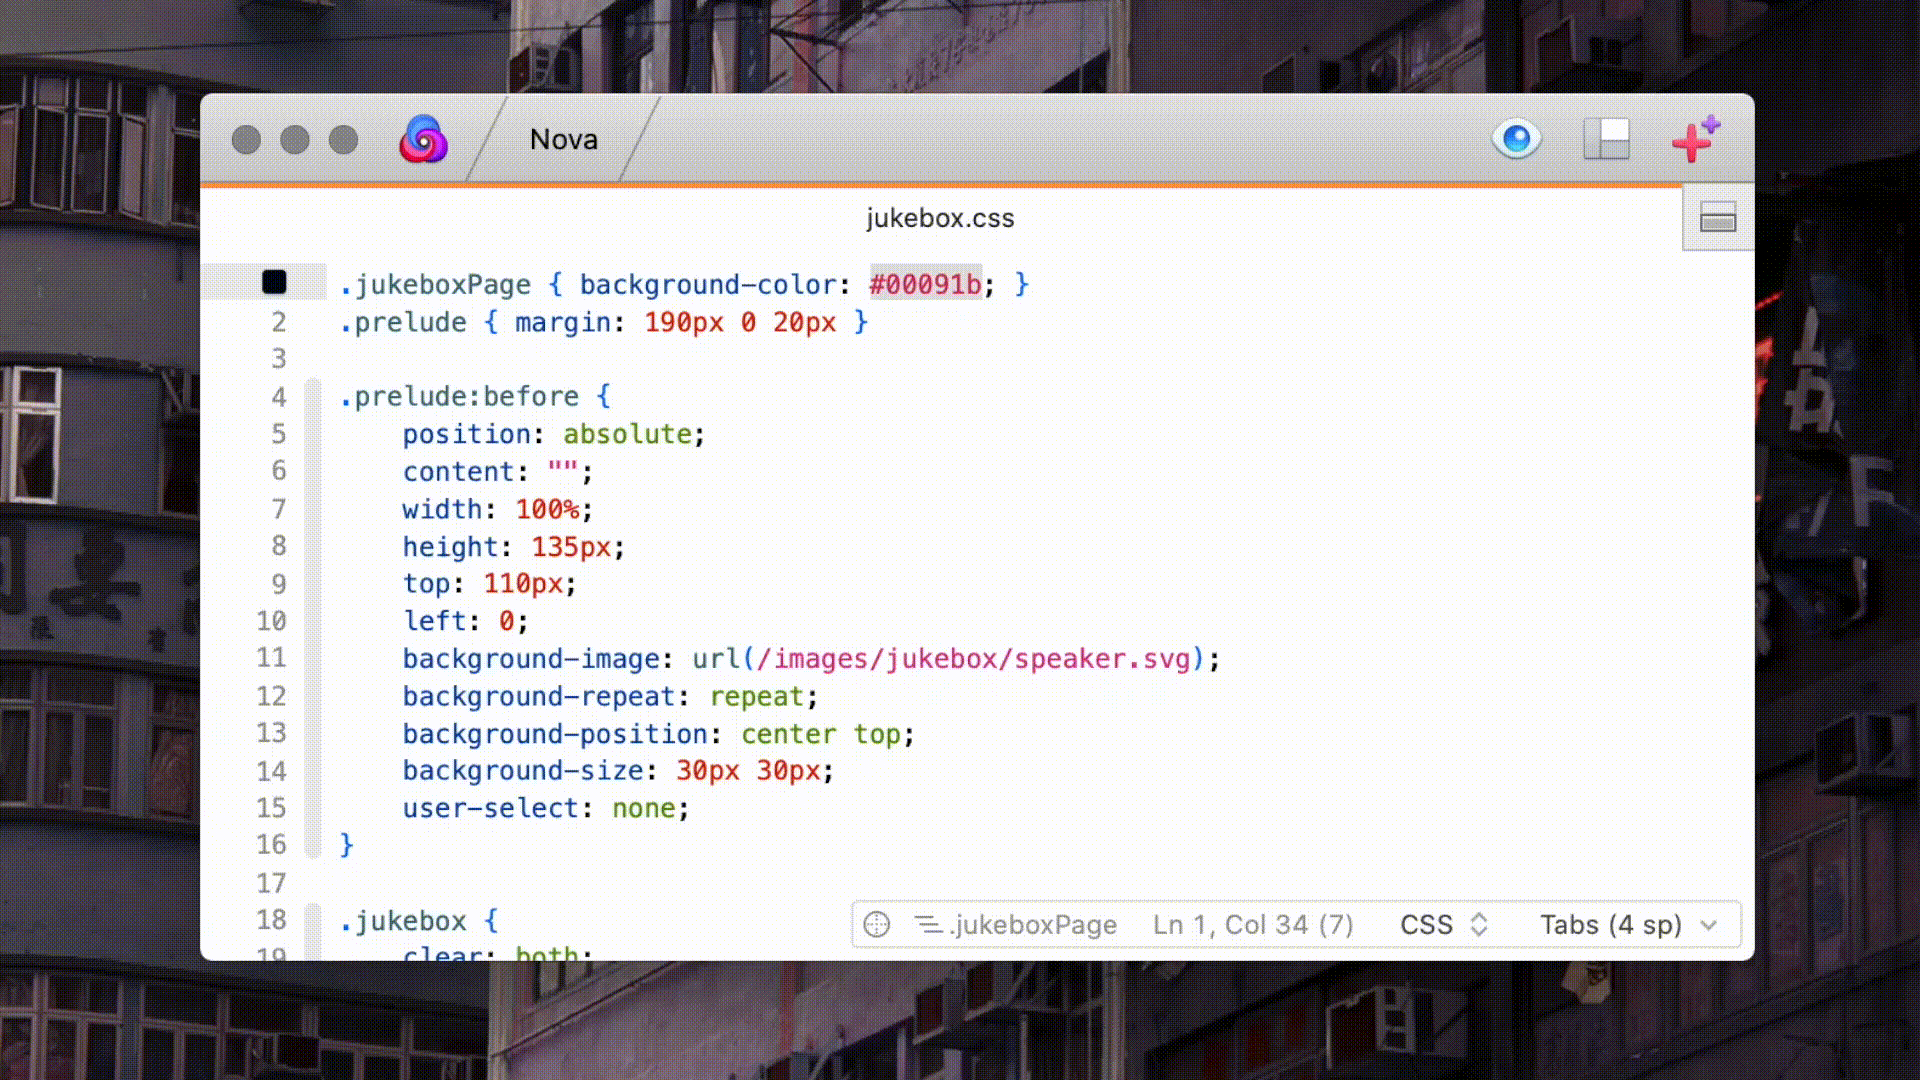 Nova
jukebox.css
.jukeboxPage { background-color: #00091b; }
2 .prelude { margin: 190px 0 20px }
3
4 .prelude:before {
5 position: absolute;
6 content: "";
7 width: 100%;
8 height: 135px;
9 top: 110px;
10 left: 0;
11 background-image: url(/images/jukebox/speaker.svg);
12 background-repeat: repeat;
13 background-position: center top;
14 background-size: 30px 30px;
15 user-select: none;
16 }
17
18 .jukebox {
19 clear: both;
.jukeboxPage Ln 1, Col 34 (7) CSS Tabs (4 sp)